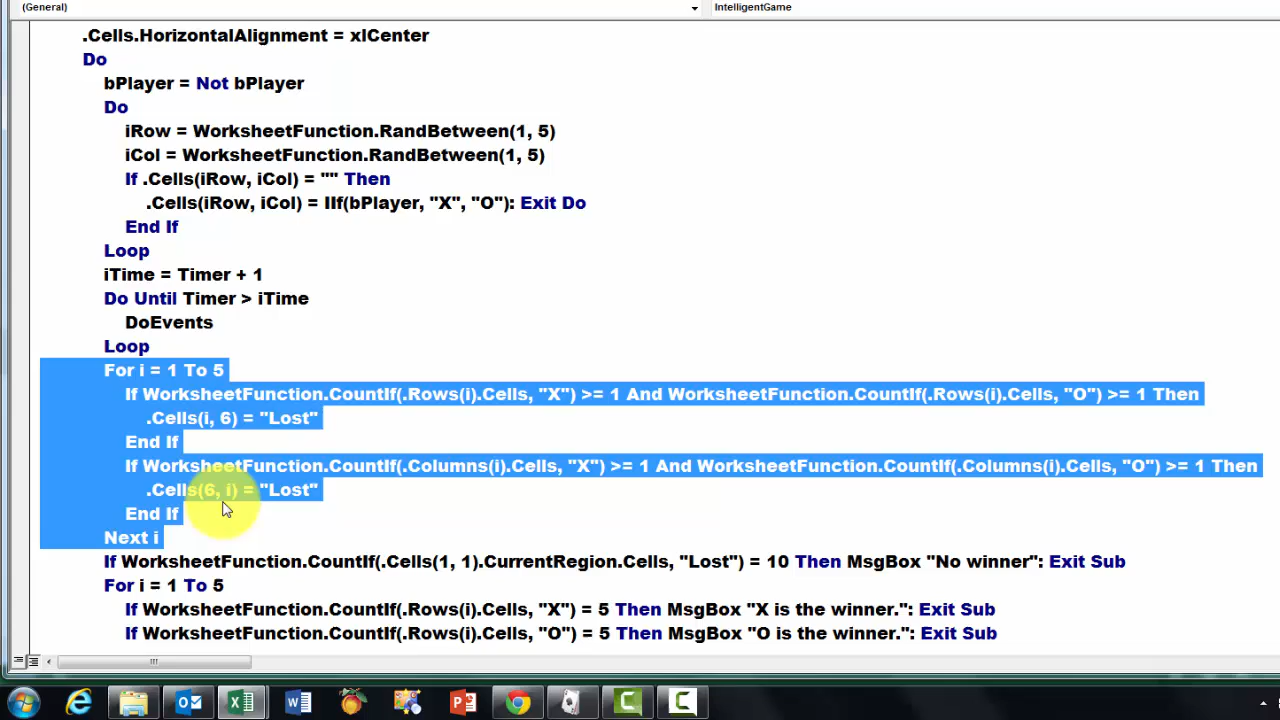 (General)
IntelligentGame
.Cells.HorizontalAlignment = xlCenter
Do
bPlayer = Not bPlayer
Do
iRow = WorksheetFunction.RandBetween(1, 5)
iCol = WorksheetFunction.RandBetween(1, 5)
If .Cells(iRow, iCol) = "" Then
.Cells(iRow, iCol) = IIf(bPlayer, "X", "O"): Exit Do
End If
Loop
iTime = Timer + 1
Do Until Timer > iTime
DoEvents
Loop
For i = 1 To 5
If WorksheetFunction.CountIf(.Rows(i).Cells, "X") >= 1 And WorksheetFunction.CountIf(.Rows(i).Cells, "O") >= 1 Then
.Cells(i, 6) = "Lost"
End If
If WorksheetFunction.CountIf(.Columns(i).Cells, "X") >= 1 And WorksheetFunction.CountIf(.Columns(i).Cells, "O") >= 1 Then
.Cells(6, i) = "Lost"
End If
Next i
If WorksheetFunction.CountIf(.Cells(1, 1).CurrentRegion.Cells, "Lost") = 10 Then MsgBox "No winner": Exit Sub
For i = 1 To 5
If WorksheetFunction.CountIf(.Rows(i).Cells, "X") = 5 Then MsgBox "X is the winner.": Exit Sub
If WorksheetFunction.CountIf(.Rows(i).Cells, "O") = 5 Then MsgBox "O is the winner.": Exit Sub